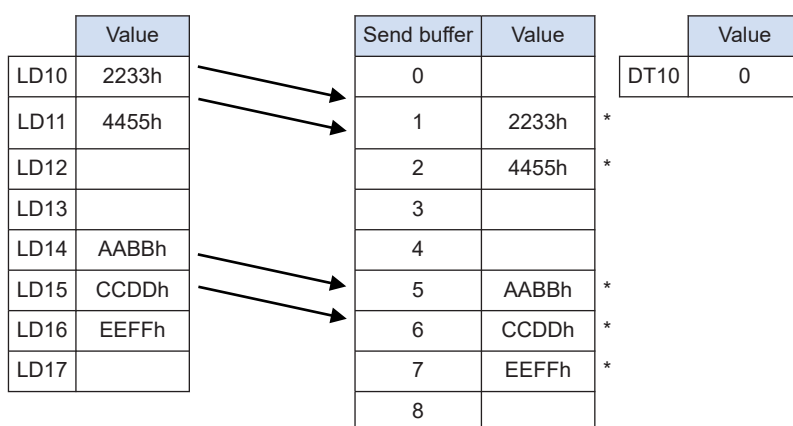 Value Send buffer Value Value
LD10 2233h 0 DT10 0
LD11 4455h 1 2233h *
LD12 2 4455h *
LD13 3
LD14 AABBh 4
LD15 CCDDh 5 AABBh *
LD16 EEFFh 6 CCDDh *
LD17 7 EEFFh *
8